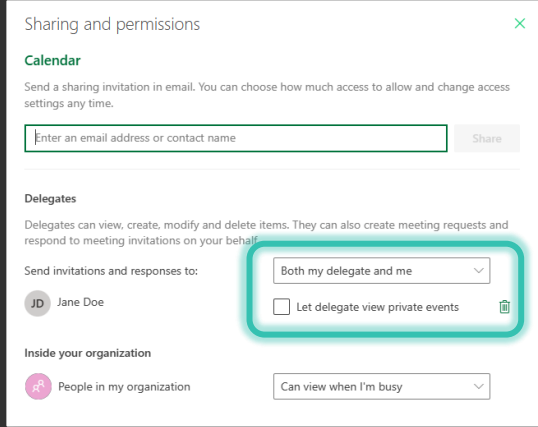 Sharing and permissions
Calendar
Send a sharing invitation in email. You can choose how much access to allow and change access
settings any time.
Enter an email address or contact name
Share
Delegates
Delegates can view, create, modify and delete items. They can also create meeting requests and
respond to meeting invitations on your behalf.
Send invitations and responses to:
Both my delegate and me
JD
Jane Doe
Let delegate view private events
Inside your organization
People in my organization
Can view when I'm busy